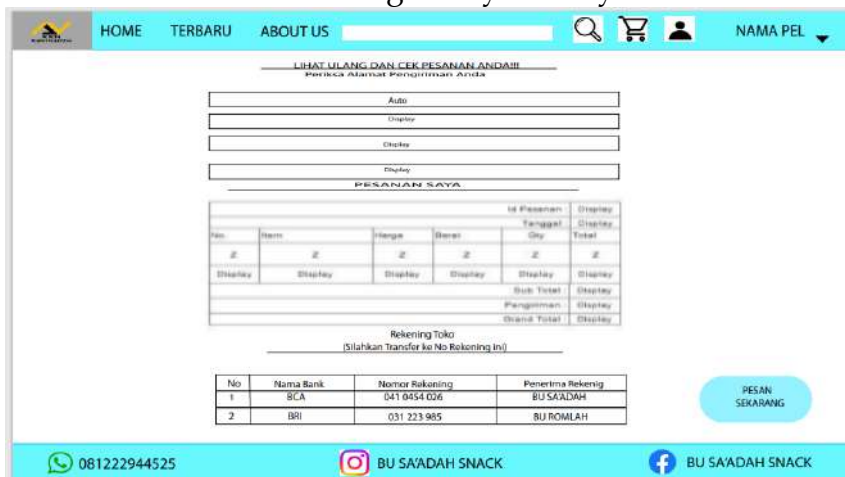 HOME TERBARU ABOUT US NAMA PEL
LIHAT ULANG DAN CEK PESANAN ANDA!!!
Periksa Alamat Pengiriman Anda
Auto
Display
Display
Display
PESANAN SAYA
Id Pesanan : Display
Tanggal : Display
No. Item Harga Berat Qty Total
Z Z Z Z Z Z
Display Display Display Display Display Display
Sub Total : Display
Pengiriman : Display
Grand Total : Display
Rekening Toko
(Silahkan Transfer ke No Rekening ini)
No Nama Bank Nomor Rekening Penerima Rekenig
1 BCA 041 0454 026 BU SA'ADAH
2 BRI 031 223 985 BU ROMLAH
PESAN
SEKARANG
081222944525 BU SA'ADAH SNACK BU SA'ADAH SNACK